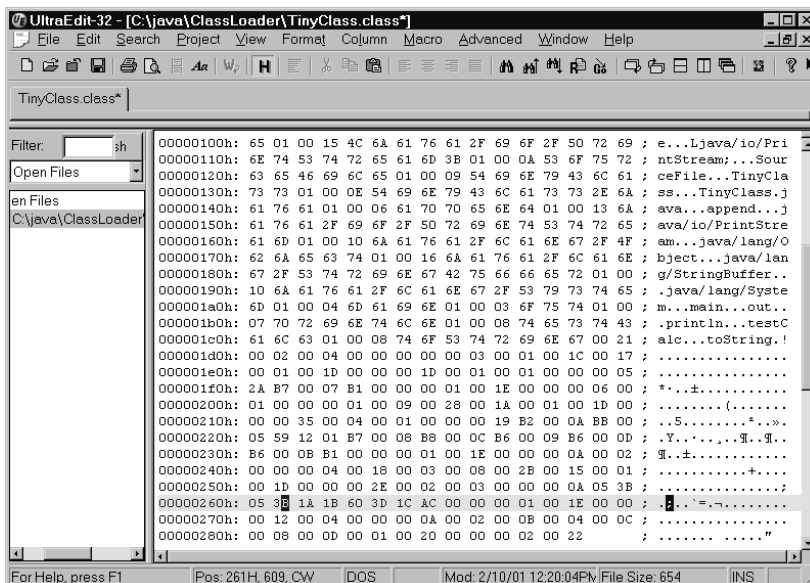 UltraEdit-32 - [C:\java\ClassLoader\TinyClass.class*]
File Edit Search Project View Format Column Macro Advanced Window Help
TinyClass.class*
Filter: sh
Open Files
en Files
C:\java\ClassLoader\
00000100h: 65 01 00 15 4C 6A 61 76 61 2F 69 6F 2F 50 72 69 ; e...Ljava/io/Pri
00000110h: 6E 74 53 74 72 65 61 6D 3B 01 00 0A 53 6F 75 72 ; ntStream;...Sour
00000120h: 63 65 46 69 6C 65 01 00 09 54 69 6E 79 43 6C 61 ; ceFile...TinyCla
00000130h: 73 73 01 00 0E 54 69 6E 79 43 6C 61 73 73 2E 6A ; ss...TinyClass.j
00000140h: 61 76 61 01 00 06 61 70 70 65 6E 64 01 00 13 6A ; ava...append...j
00000150h: 61 76 61 2F 69 6F 2F 50 72 69 6E 74 53 74 72 65 ; ava/io/PrintStre
00000160h: 61 6D 01 00 10 6A 61 76 61 2F 6C 61 6E 67 2F 4F ; am...java/lang/O
00000170h: 62 6A 65 63 74 01 00 16 6A 61 76 61 2F 6C 61 6E ; bject...java/lan
00000180h: 67 2F 53 74 72 69 6E 67 42 75 66 66 65 72 01 00 ; g/StringBuffer..
00000190h: 10 6A 61 76 61 2F 6C 61 6E 67 2F 53 79 73 74 65 ; .java/lang/Syste
000001a0h: 6D 01 00 04 6D 61 69 6E 01 00 03 6F 75 74 01 00 ; m...main...out..
000001b0h: 07 70 72 69 6E 74 6C 6E 01 00 08 74 65 73 74 43 ; .println...testC
000001c0h: 61 6C 63 01 00 08 74 6F 53 74 72 69 6E 67 00 21 ; alc...toString.!
000001d0h: 00 02 00 04 00 00 00 00 00 03 00 01 00 1C 00 17 ; ................
000001e0h: 00 01 00 1D 00 00 00 1D 00 01 00 01 00 00 00 05 ; ................
000001f0h: 2A B7 00 07 B1 00 00 00 01 00 1E 00 00 00 06 00 ; *·..±...........
00000200h: 01 00 00 00 01 00 09 00 28 00 1A 00 01 00 1D 00 ; ........(.......
00000210h: 00 00 35 00 04 00 01 00 00 00 19 B2 00 0A BB 00 ; ..5........²..».
00000220h: 05 59 12 01 B7 00 08 B8 00 0C B6 00 09 B6 00 0D ; .Y..·..¸..¶..¶..
00000230h: B6 00 0B B1 00 00 00 01 00 1E 00 00 00 0A 00 02 ; ¶..±............
00000240h: 00 00 00 04 00 18 00 03 00 08 00 2B 00 15 00 01 ; ...........+....
00000250h: 00 1D 00 00 00 2E 00 02 00 03 00 00 00 0A 05 3B ; ...............;
00000260h: 05 3B 1A 1B 60 3D 1C AC 00 00 00 01 00 1E 00 00 ; .;..`=.¬........
00000270h: 00 12 00 04 00 00 00 0A 00 02 00 0B 00 04 00 0C ; ................
00000280h: 00 08 00 0D 00 01 00 20 00 00 00 02 00 22 ; ....... ....."
For Help, press F1 Pos: 261H, 609, CW DOS Mod: 2/10/01 12:20:04PM File Size: 654 INS